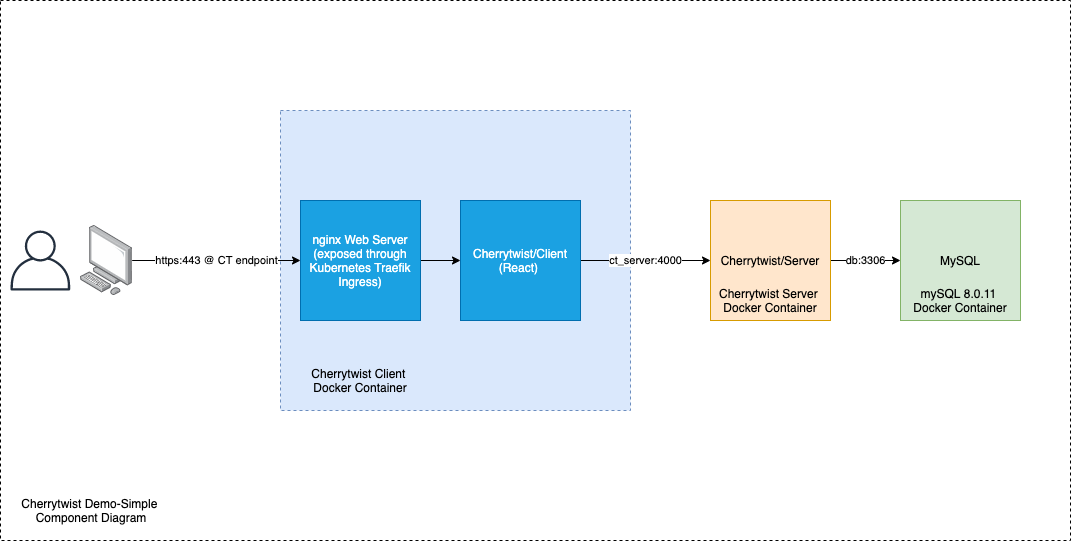 https:443 @ CT endpoint
nginx Web Server
(exposed through
Kubernetes Traefik
Ingress)
Cherrytwist/Client
(React)
ct_server:4000
Cherrytwist/Server
Cherrytwist Server
Docker Container
db:3306
MySQL
mySQL 8.0.11
Docker Container
Cherrytwist Client
Docker Container
Cherrytwist Demo-Simple
Component Diagram